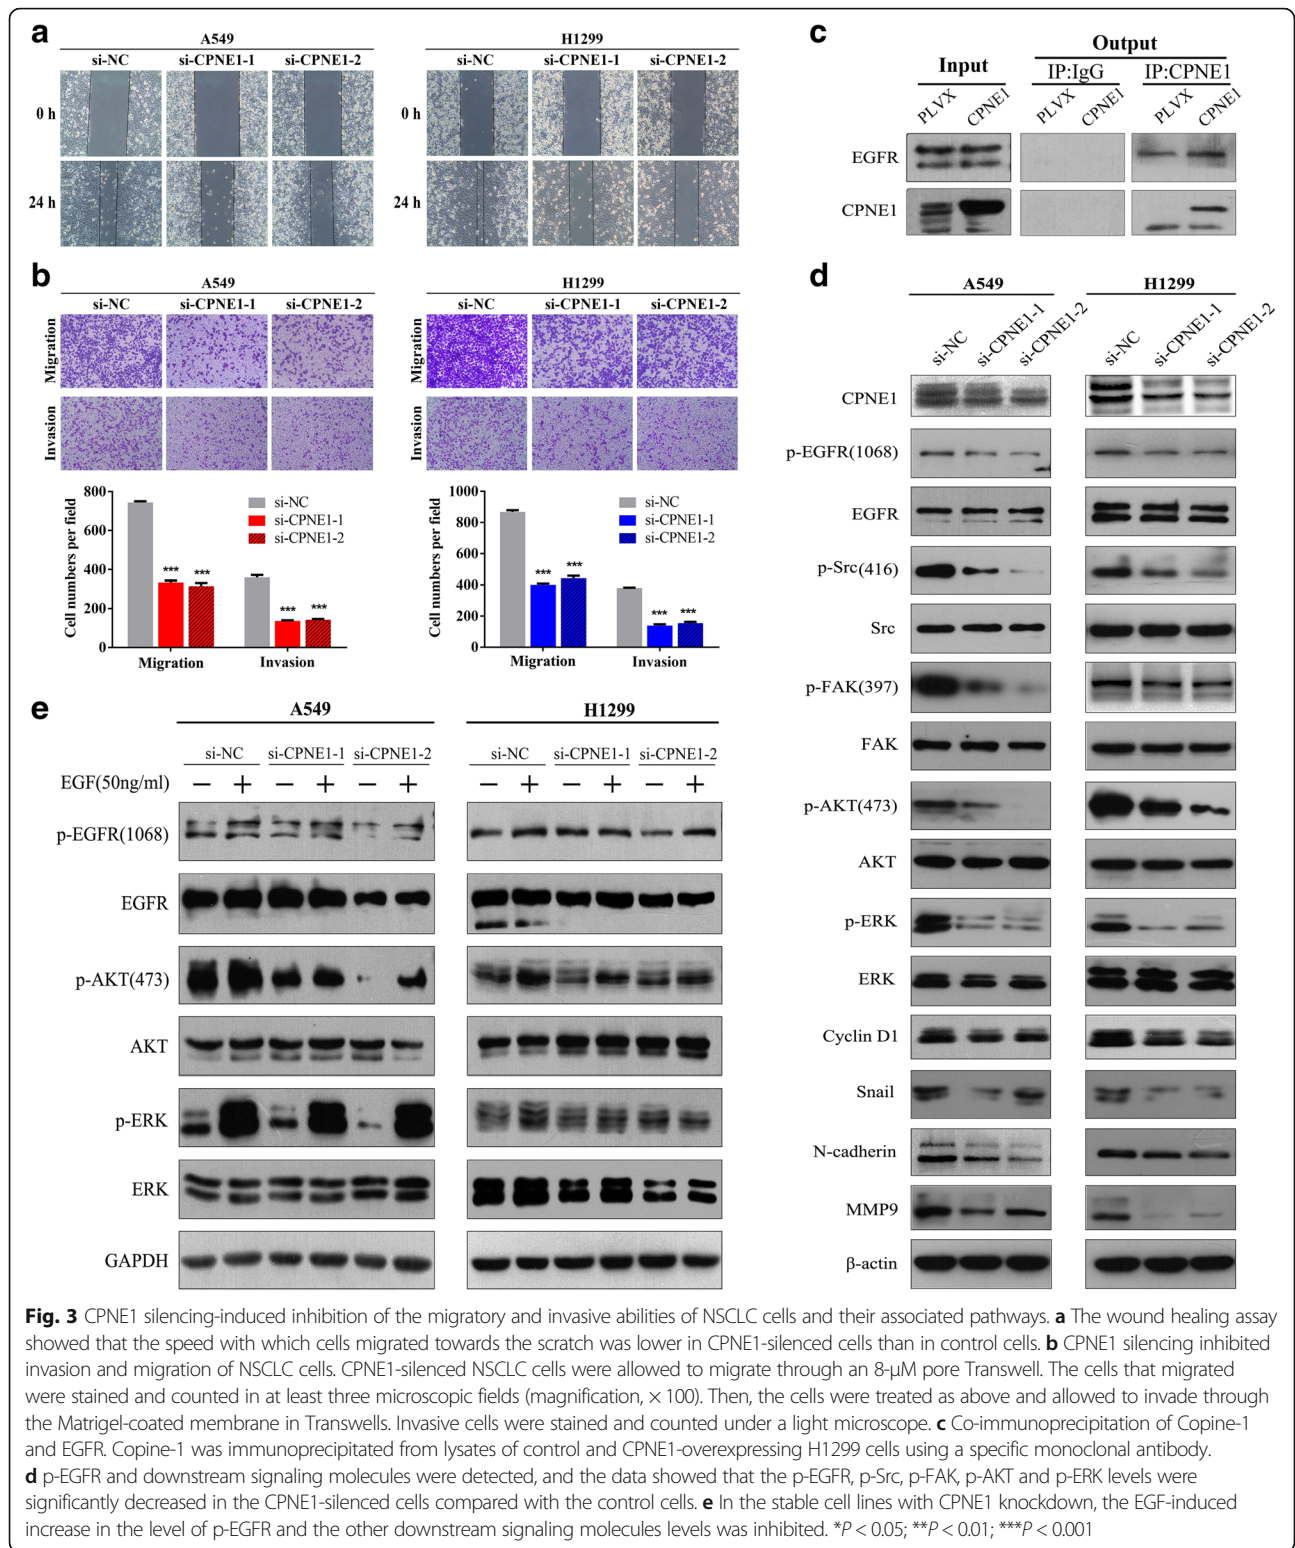 a
A549
si-NC si-CPNE1-1 si-CPNE1-2
0 h
24 h
H1299
si-NC si-CPNE1-1 si-CPNE1-2
0 h
24 h
b
A549
si-NC si-CPNE1-1 si-CPNE1-2
Migration
Invasion
H1299
si-NC si-CPNE1-1 si-CPNE1-2
Migration
Invasion
Cell numbers per field
800
600
400
200
0
si-NC
si-CPNE1-1
si-CPNE1-2
*** *** *** ***
Migration Invasion
Cell numbers per field
1000
800
600
400
200
0
si-NC
si-CPNE1-1
si-CPNE1-2
*** *** *** ***
Migration Invasion
c
Output
Input IP:IgG IP:CPNE1
PLVX CPNE1 PLVX CPNE1 PLVX CPNE1
EGFR
CPNE1
d
A549 H1299
si-NC si-CPNE1-1 si-CPNE1-2 si-NC si-CPNE1-1 si-CPNE1-2
CPNE1
p-EGFR(1068)
EGFR
p-Src(416)
Src
p-FAK(397)
FAK
p-AKT(473)
AKT
p-ERK
ERK
Cyclin D1
Snail
N-cadherin
MMP9
β-actin
e
A549 H1299
si-NC si-CPNE1-1 si-CPNE1-2 si-NC si-CPNE1-1 si-CPNE1-2
EGF(50ng/ml) − + − + − + − + − + − +
p-EGFR(1068)
EGFR
p-AKT(473)
AKT
p-ERK
ERK
GAPDH
Fig. 3 CPNE1 silencing-induced inhibition of the migratory and invasive abilities of NSCLC cells and their associated pathways. a The wound healing assay
showed that the speed with which cells migrated towards the scratch was lower in CPNE1-silenced cells than in control cells. b CPNE1 silencing inhibited
invasion and migration of NSCLC cells. CPNE1-silenced NSCLC cells were allowed to migrate through an 8-μM pore Transwell. The cells that migrated
were stained and counted in at least three microscopic fields (magnification, × 100). Then, the cells were treated as above and allowed to invade through
the Matrigel-coated membrane in Transwells. Invasive cells were stained and counted under a light microscope. c Co-immunoprecipitation of Copine-1
and EGFR. Copine-1 was immunoprecipitated from lysates of control and CPNE1-overexpressing H1299 cells using a specific monoclonal antibody.
d p-EGFR and downstream signaling molecules were detected, and the data showed that the p-EGFR, p-Src, p-FAK, p-AKT and p-ERK levels were
significantly decreased in the CPNE1-silenced cells compared with the control cells. e In the stable cell lines with CPNE1 knockdown, the EGF-induced
increase in the level of p-EGFR and the other downstream signaling molecules levels was inhibited. *P < 0.05; **P < 0.01; ***P < 0.001